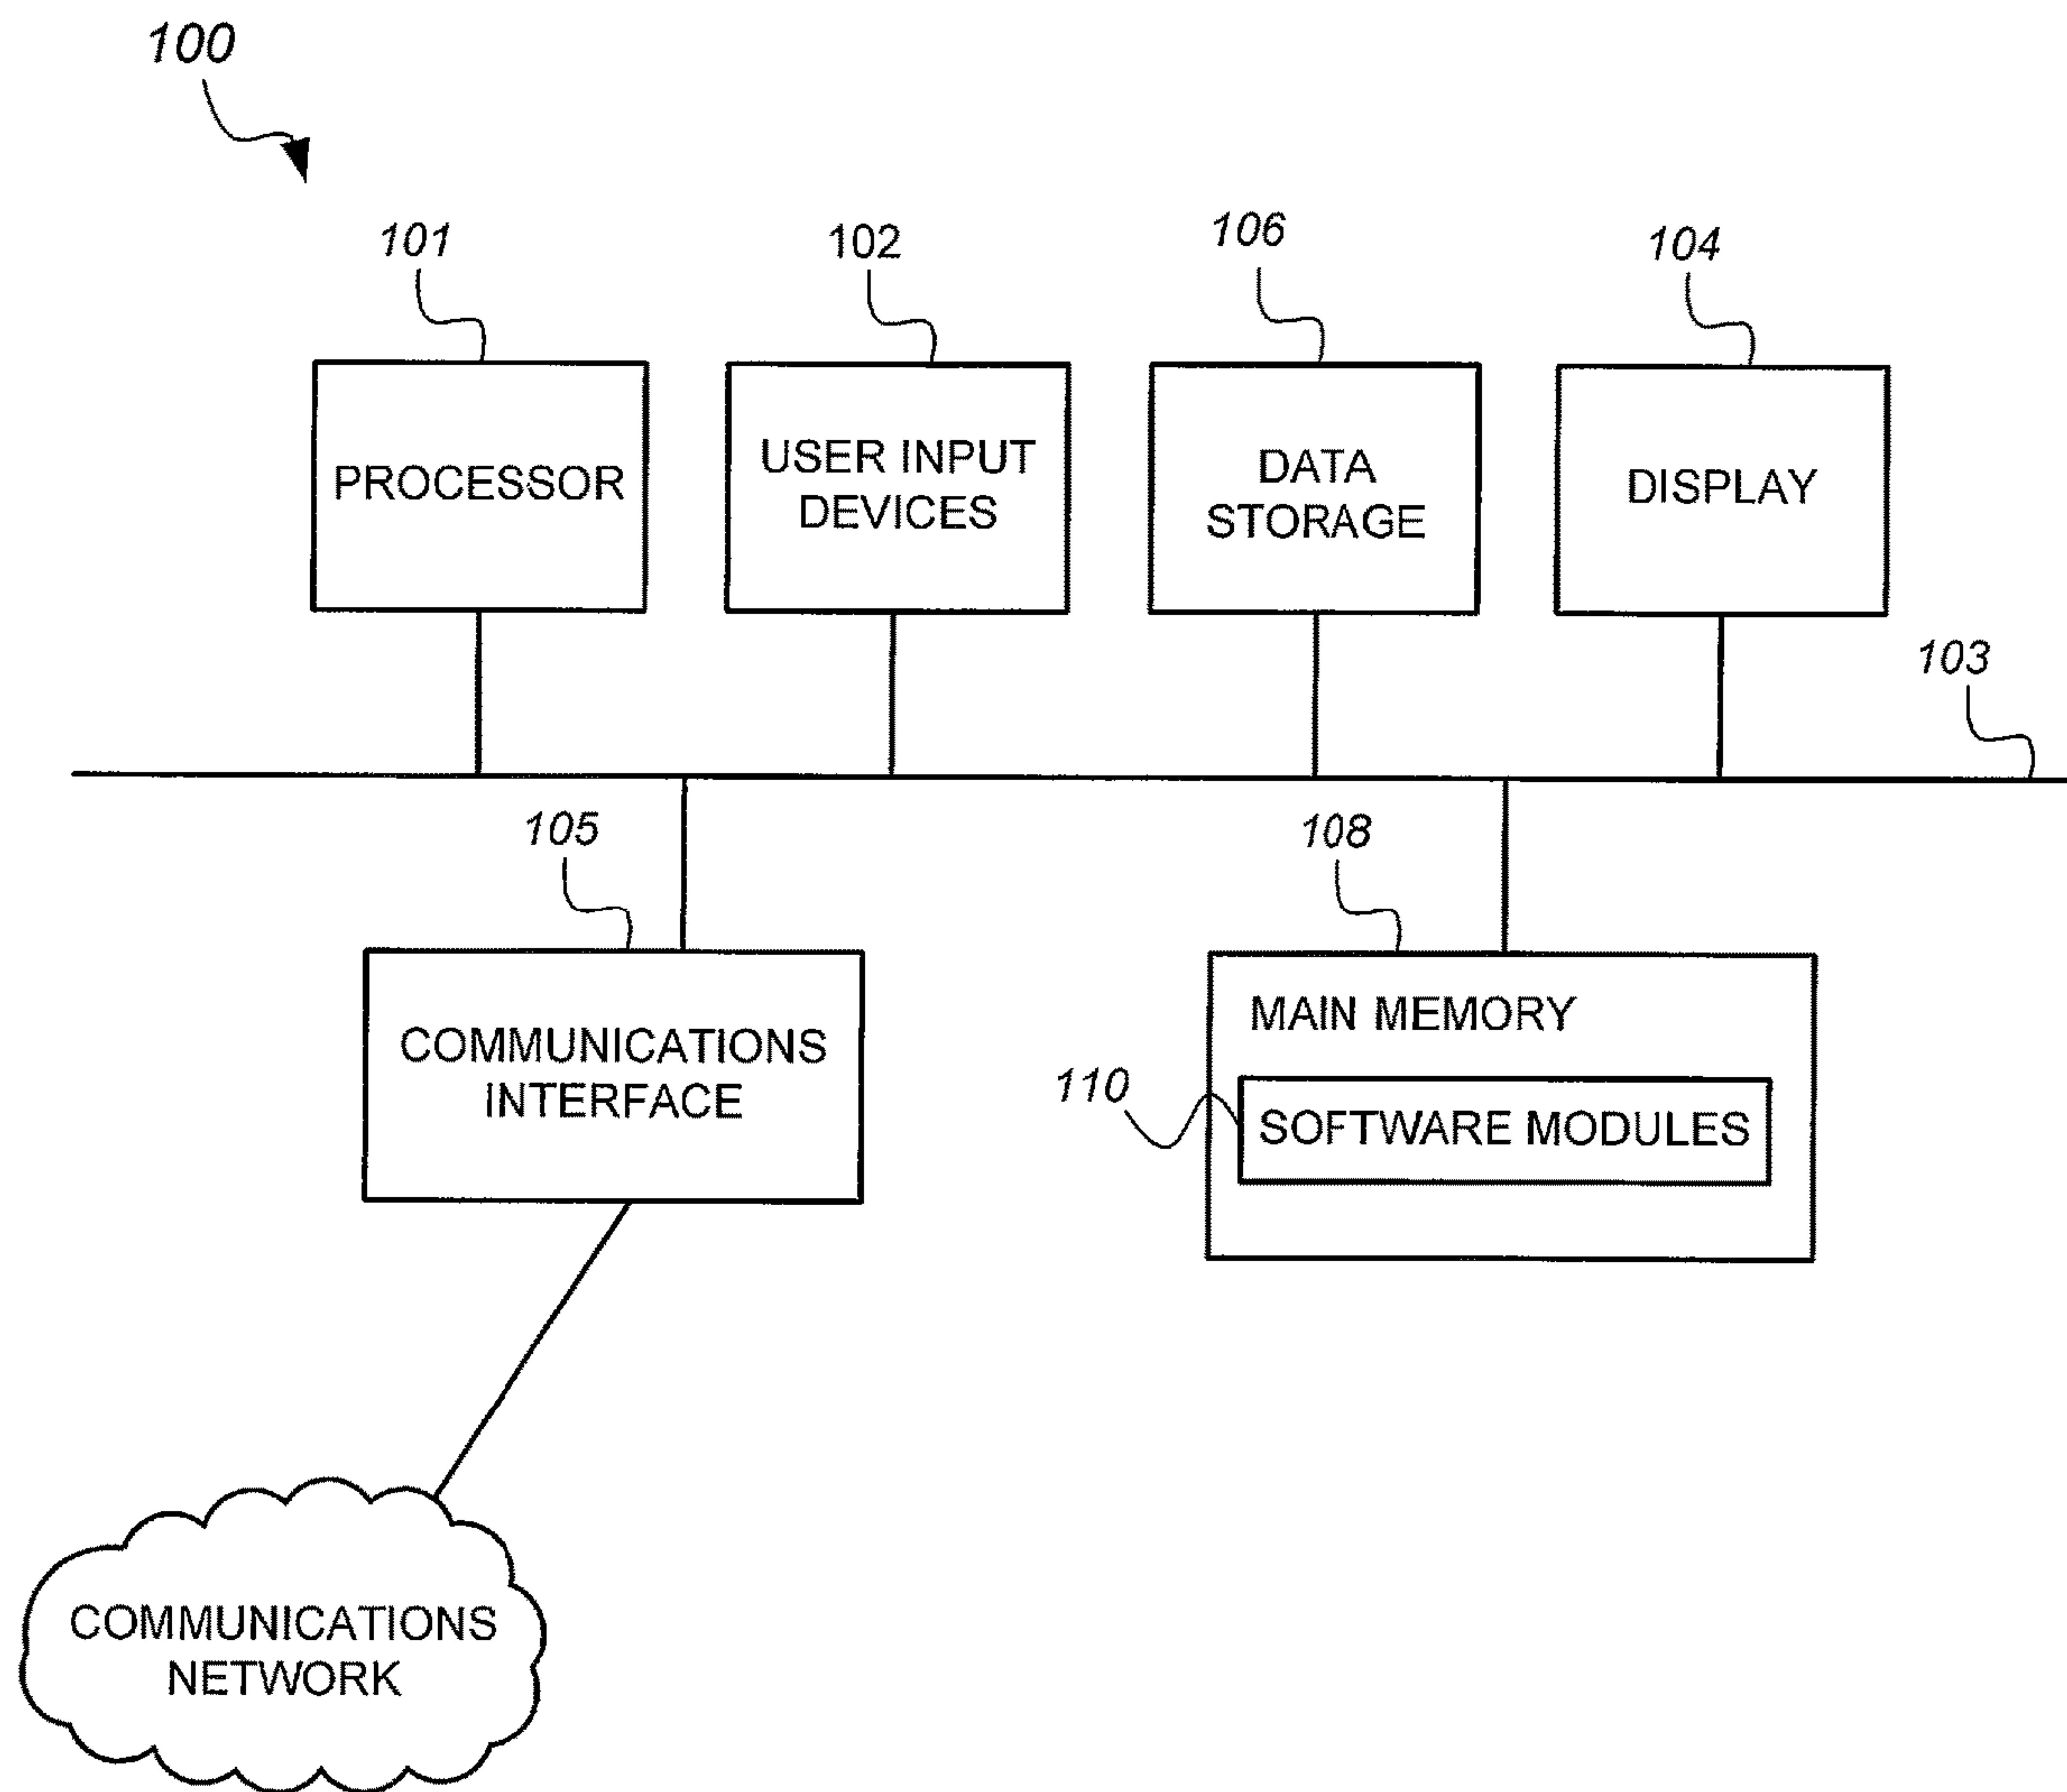 100
101
102
106
104
PROCESSOR
USER INPUT
DEVICES
DATA
STORAGE
DISPLAY
103
105
108
COMMUNICATIONS
INTERFACE
MAIN MEMORY
110
SOFTWARE MODULES
COMMUNICATIONS
NETWORK